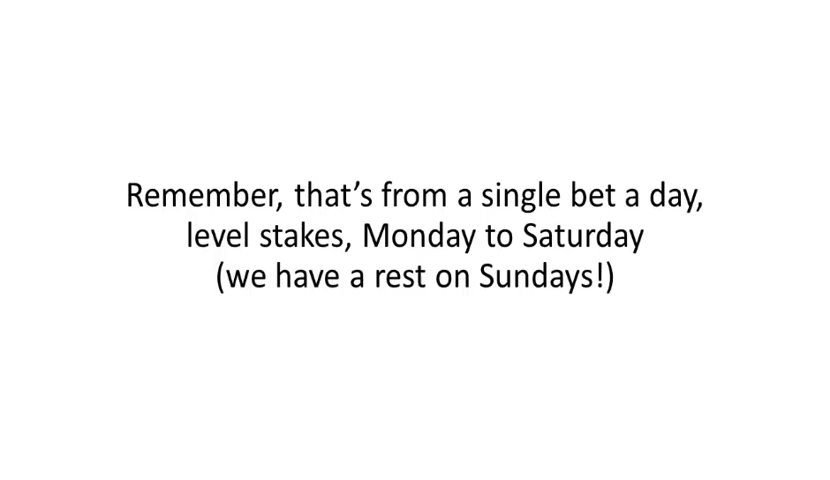 Remember, that’s from a single bet a day,
level stakes, Monday to Saturday
(we have a rest on Sundays!)